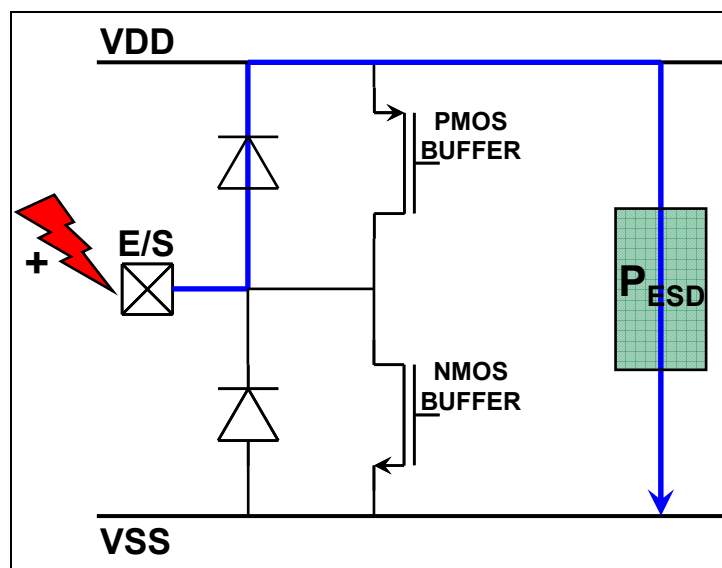 VDD
PMOS
BUFFER
E/S
+
PESD
NMOS
BUFFER
VSS